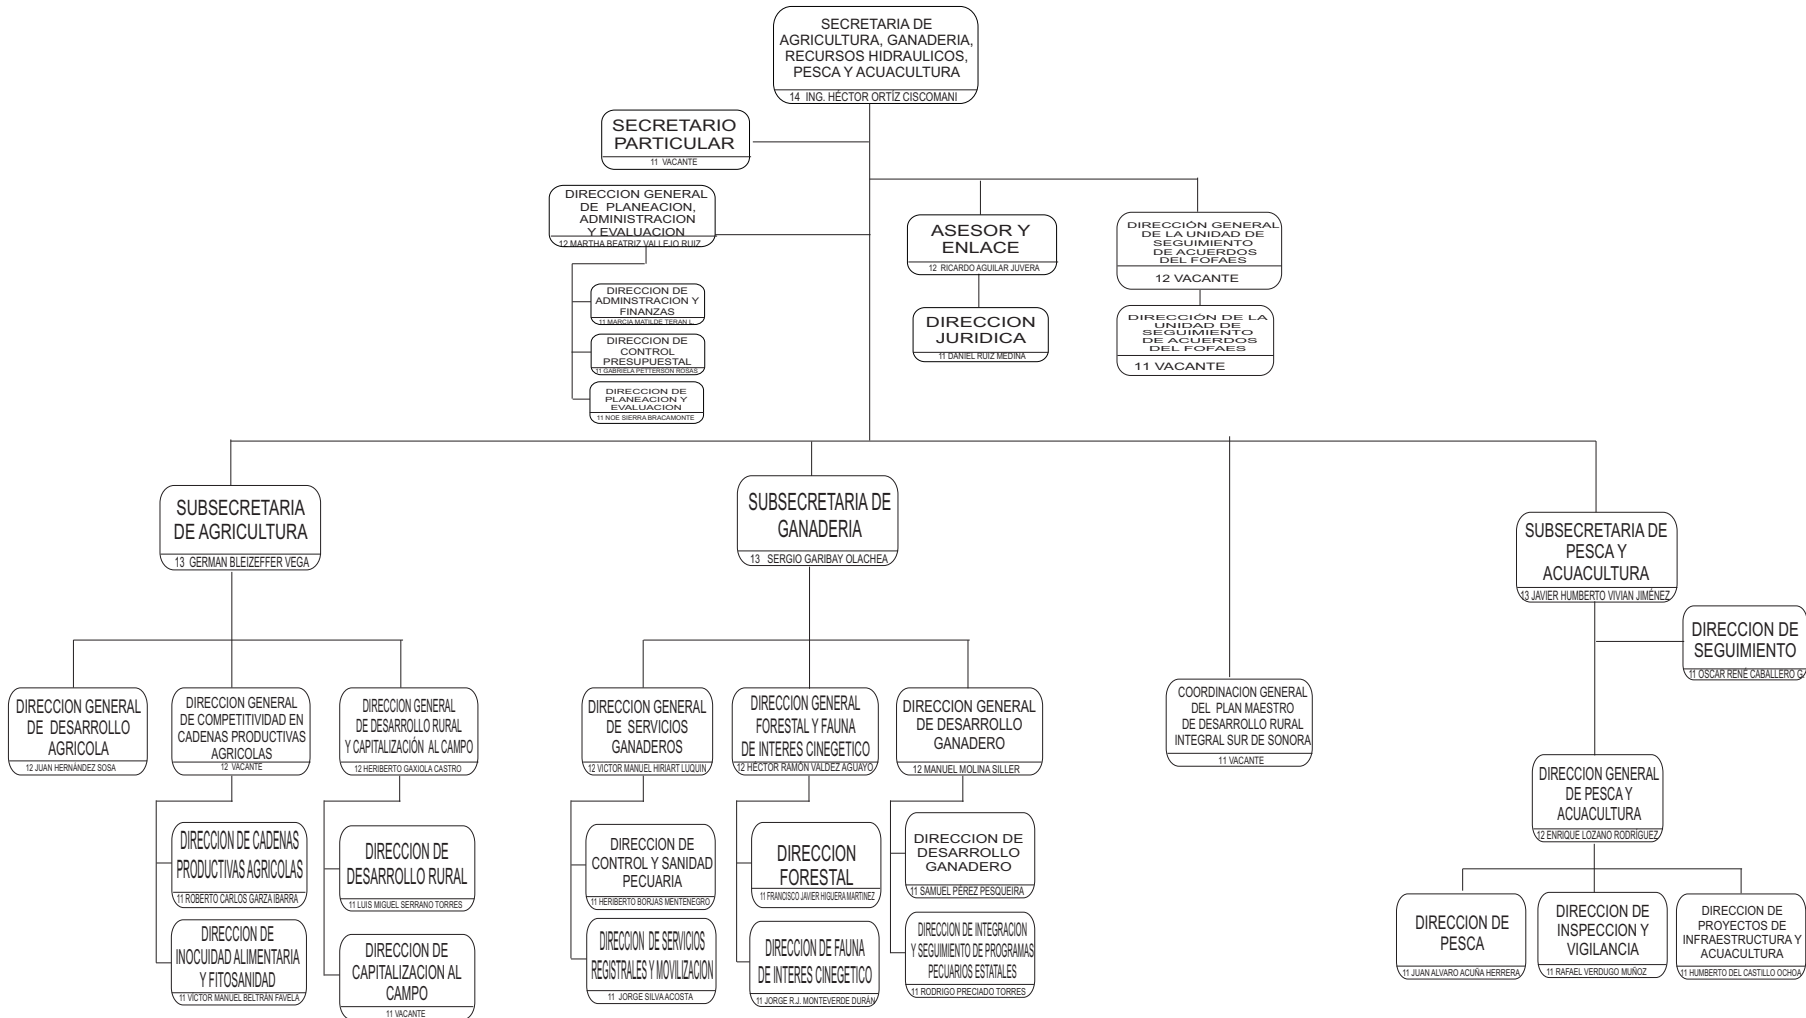 SECRETARIA DE
AGRICULTURA, GANADERIA,
RECURSOS HIDRAULICOS,
PESCA Y ACUACULTURA
14 ING. HÉCTOR ORTÍZ CISCOMANI
SECRETARIO
PARTICULAR
11 VACANTE
DIRECCION GENERAL
DE PLANEACION,
ADMINISTRACION
Y EVALUACION
12 MARTHA BEATRIZ VALLEJO RUIZ
DIRECCION DE
ADMINSTRACION Y
FINANZAS
11 MARCIA MATILDE TERAN L.
DIRECCION DE
CONTROL
PRESUPUESTAL
11 GABRIELA PETTERSON ROSAS
DIRECCION DE
PLANEACION Y
EVALUACION
11 NOE SIERRA BRACAMONTE
ASESOR Y
ENLACE
12 RICARDO AGUILAR JUVERA
DIRECCION
JURIDICA
11 DANIEL RUIZ MEDINA
DIRECCIÓN GENERAL
DE LA UNIDAD DE
SEGUIMIENTO
DE ACUERDOS
DEL FOFAES
12 VACANTE
DIRECCIÓN DE LA
UNIDAD DE
SEGUIMIENTO
DE ACUERDOS
DEL FOFAES
11 VACANTE
SUBSECRETARIA
DE AGRICULTURA
13 GERMAN BLEIZEFFER VEGA
DIRECCION GENERAL
DE DESARROLLO
AGRICOLA
12 JUAN HERNÁNDEZ SOSA
DIRECCION GENERAL
DE COMPETITIVIDAD EN
CADENAS PRODUCTIVAS
AGRICOLAS
12 VACANTE
DIRECCION DE CADENAS
PRODUCTIVAS AGRICOLAS
11 ROBERTO CARLOS GARZA IBARRA
DIRECCION DE
INOCUIDAD ALIMENTARIA
Y FITOSANIDAD
11 VÍCTOR MANUEL BELTRÁN FAVELA
DIRECCION GENERAL
DE DESARROLLO RURAL
Y CAPITALIZACIÓN AL CAMPO
12 HERIBERTO GAXIOLA CASTRO
DIRECCION DE
DESARROLLO RURAL
11 LUIS MIGUEL SERRANO TORRES
DIRECCION DE
CAPITALIZACION AL
CAMPO
11 VACANTE
SUBSECRETARIA DE
GANADERIA
13 SERGIO GARIBAY OLACHEA
DIRECCION GENERAL
DE SERVICIOS
GANADEROS
12 VICTOR MANUEL HIRIART LUQUIN
DIRECCION DE
CONTROL Y SANIDAD
PECUARIA
11 HERIBERTO BORJAS MENTENEGRO
DIRECCION DE SERVICIOS
REGISTRALES Y MOVILIZACION
11 JORGE SILVA ACOSTA
DIRECCION GENERAL
FORESTAL Y FAUNA
DE INTERES CINEGETICO
12 HECTOR RAMÓN VALDEZ AGUAYO
DIRECCION
FORESTAL
11 FRANCISCO JAVIER HIGUERA MARTINEZ
DIRECCION DE FAUNA
DE INTERES CINEGETICO
11 JORGE R.J. MONTEVERDE DURÁN
DIRECCION GENERAL
DE DESARROLLO
GANADERO
12 MANUEL MOLINA SILLER
DIRECCION DE
DESARROLLO
GANADERO
11 SAMUEL PÉREZ PESQUEIRA
DIRECCION DE INTEGRACION
Y SEGUIMIENTO DE PROGRAMAS
PECUARIOS ESTATALES
11 RODRIGO PRECIADO TORRES
COORDINACION GENERAL
DEL PLAN MAESTRO
DE DESARROLLO RURAL
INTEGRAL SUR DE SONORA
11 VACANTE
SUBSECRETARIA DE
PESCA Y
ACUACULTURA
13 JAVIER HUMBERTO VIVIAN JIMÉNEZ
DIRECCION DE
SEGUIMIENTO
11 OSCAR RENÉ CABALLERO G.
DIRECCION GENERAL
DE PESCA Y
ACUACULTURA
12 ENRIQUE LOZANO RODRÍGUEZ
DIRECCION DE
PESCA
11 JUAN ALVARO ACUÑA HERRERA
DIRECCION DE
INSPECCION Y
VIGILANCIA
11 RAFAEL VERDUGO MUÑOZ
DIRECCION DE
PROYECTOS DE
INFRAESTRUCTURA Y
ACUACULTURA
11 HUMBERTO DEL CASTILLO OCHOA